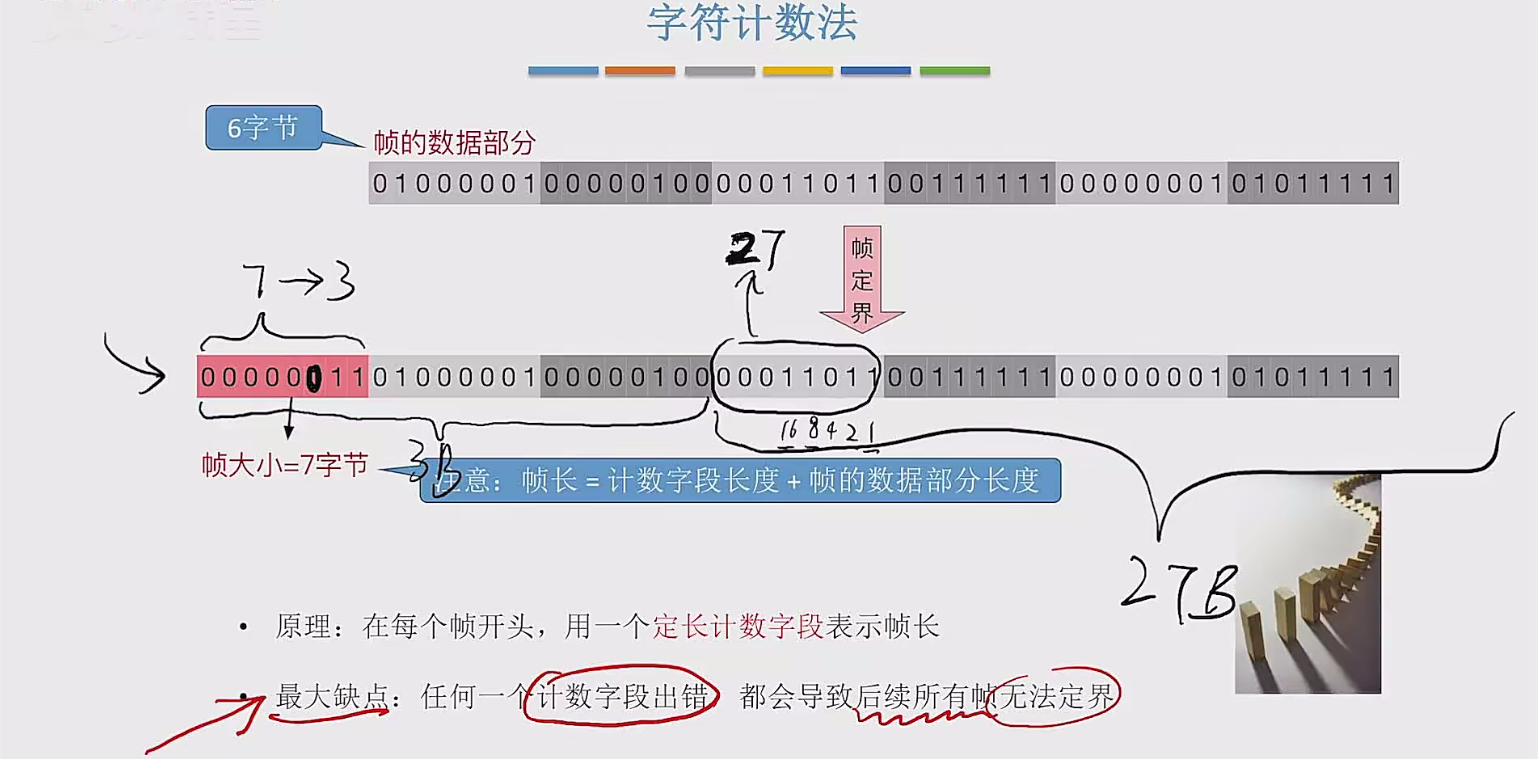 字符计数法
6字节
帧的数据部分
01000001 00000100 00011011 00111111 00000001 01011111
27
帧定界
7→3
00000011 01000001 00000100 00011011 00111111 00000001 01011111
16 8 4 2 1
帧大小=7字节
3B
注意：帧长 = 计数字段长度 + 帧的数据部分长度
27B
• 原理：在每个帧开头，用一个定长计数字段表示帧长
• 最大缺点：任何一个计数字段出错，都会导致后续所有帧无法定界